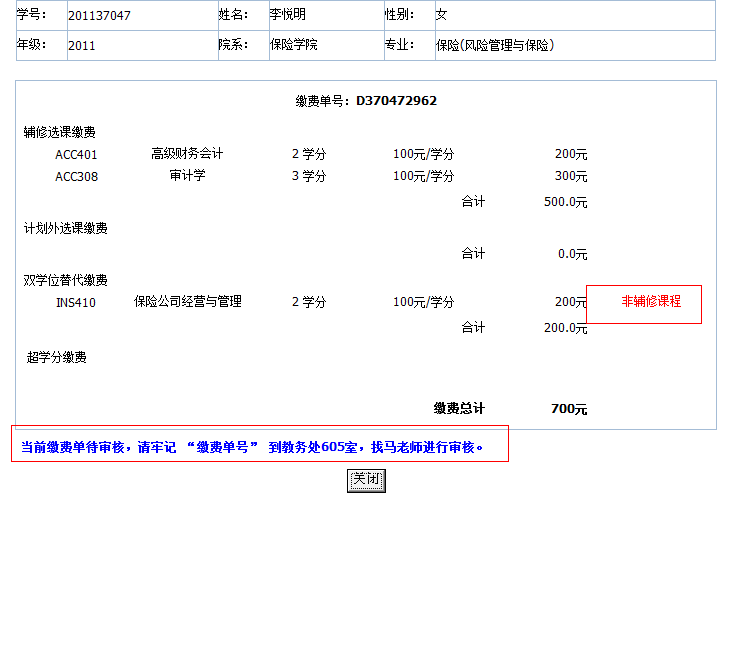 学号： 201137047 姓名： 李悦明 性别： 女
年级： 2011 院系： 保险学院 专业： 保险(风险管理与保险)
缴费单号：D370472962
辅修选课缴费
ACC401 高级财务会计 2 学分 100元/学分 200元
ACC308 审计学 3 学分 100元/学分 300元
合计 500.0元
计划外选课缴费
合计 0.0元
双学位替代缴费
INS410 保险公司经营与管理 2 学分 100元/学分 200元 非辅修课程
合计 200.0元
超学分缴费
缴费总计 700元
当前缴费单待审核，请牢记 “缴费单号” 到教务处605室，找马老师进行审核。
关闭